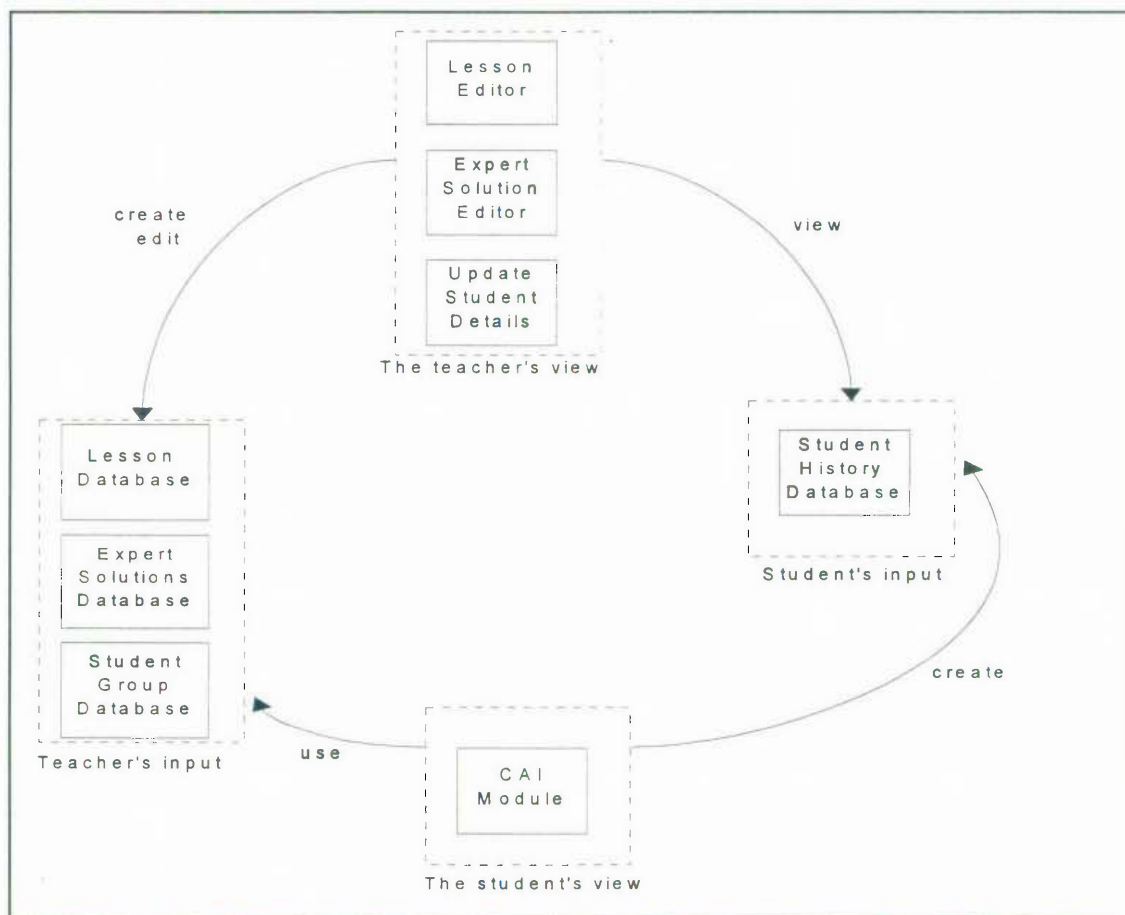 Lesson
Editor
Expert
Solution
Editor
Update
Student
Details
The teacher's view
create
edit
view
Lesson
Database
Expert
Solutions
Database
Student
Group
Database
Teacher's input
Student
History
Database
Student's input
create
use
CAI
Module
The student's view